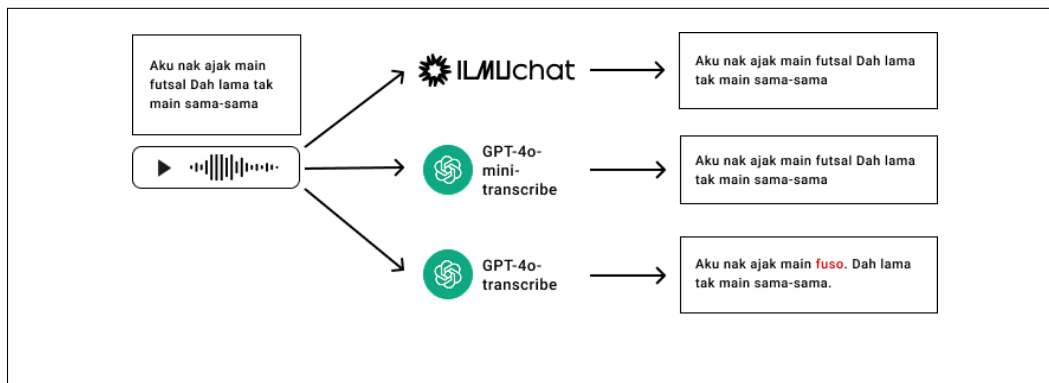 Aku nak ajak main
futsal Dah lama tak
main sama-sama
ILMUchat
Aku nak ajak main futsal Dah lama
tak main sama-sama
GPT-4o-
mini-
transcribe
Aku nak ajak main futsal Dah lama
tak main sama-sama
GPT-4o-
transcribe
Aku nak ajak main fuso. Dah lama
tak main sama-sama.